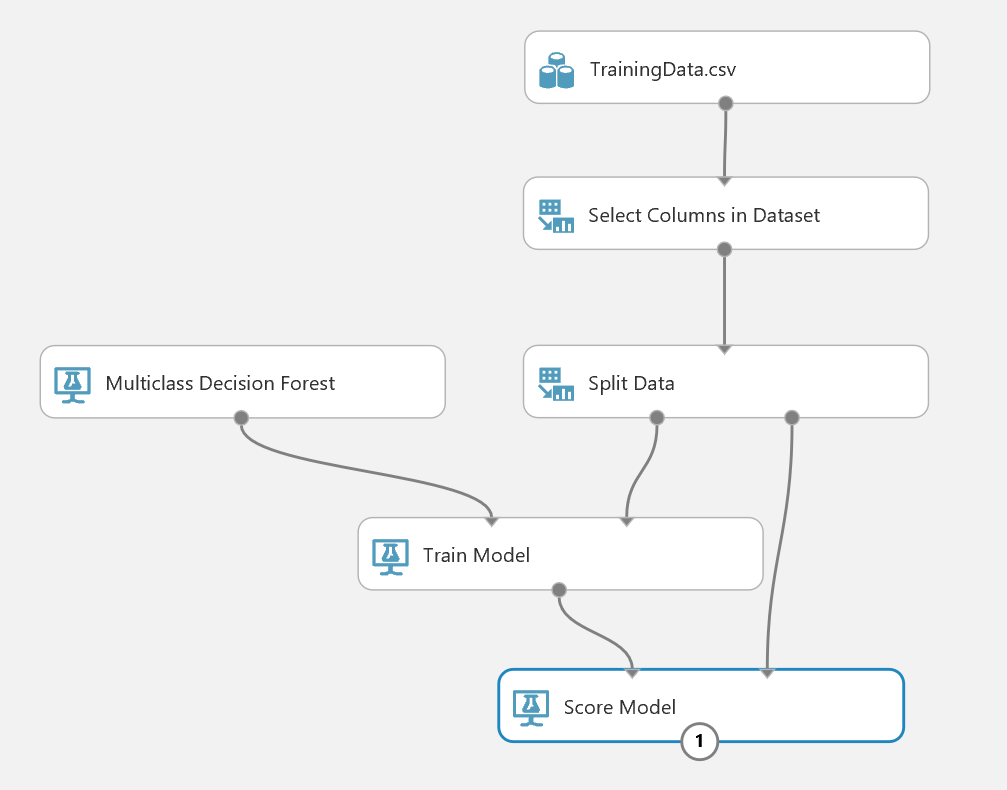 TrainingData.csv
Select Columns in Dataset
Multiclass Decision Forest
Split Data
Train Model
Score Model
1